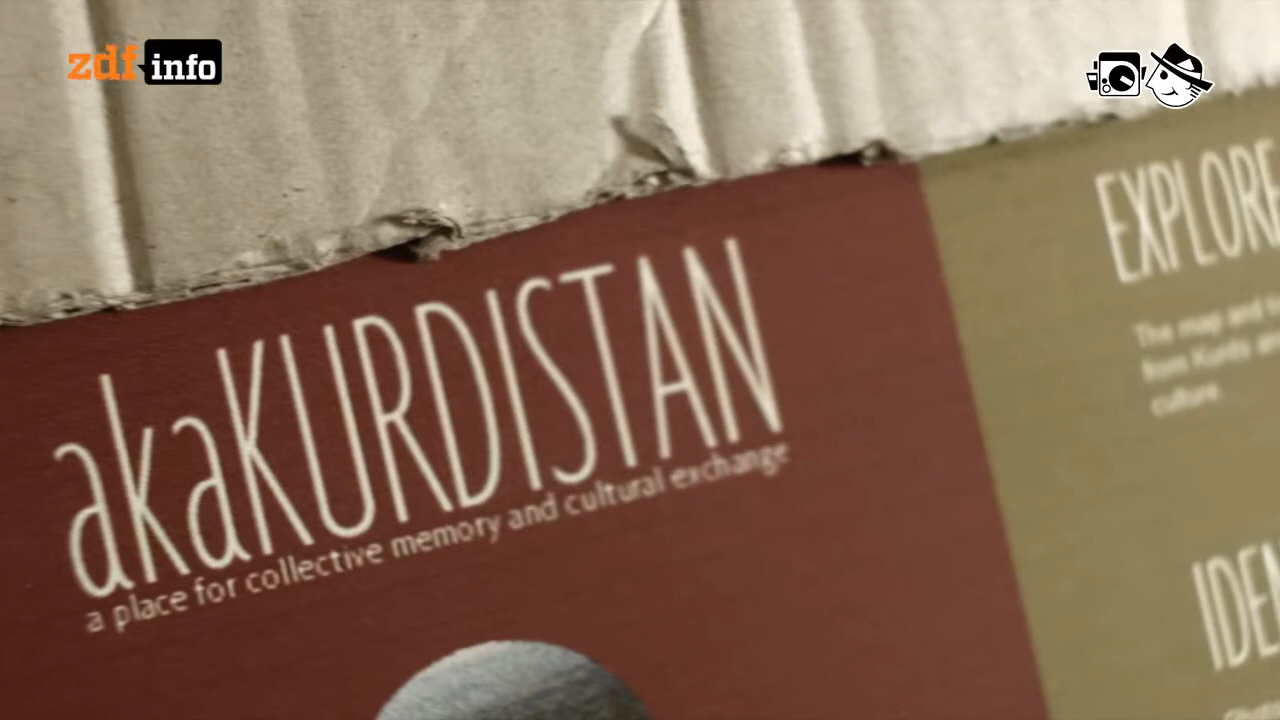 zdf info
akaKURDISTAN
a place for collective memory and cultural exchange
EXPLORE
The map and
from Kurds
culture.